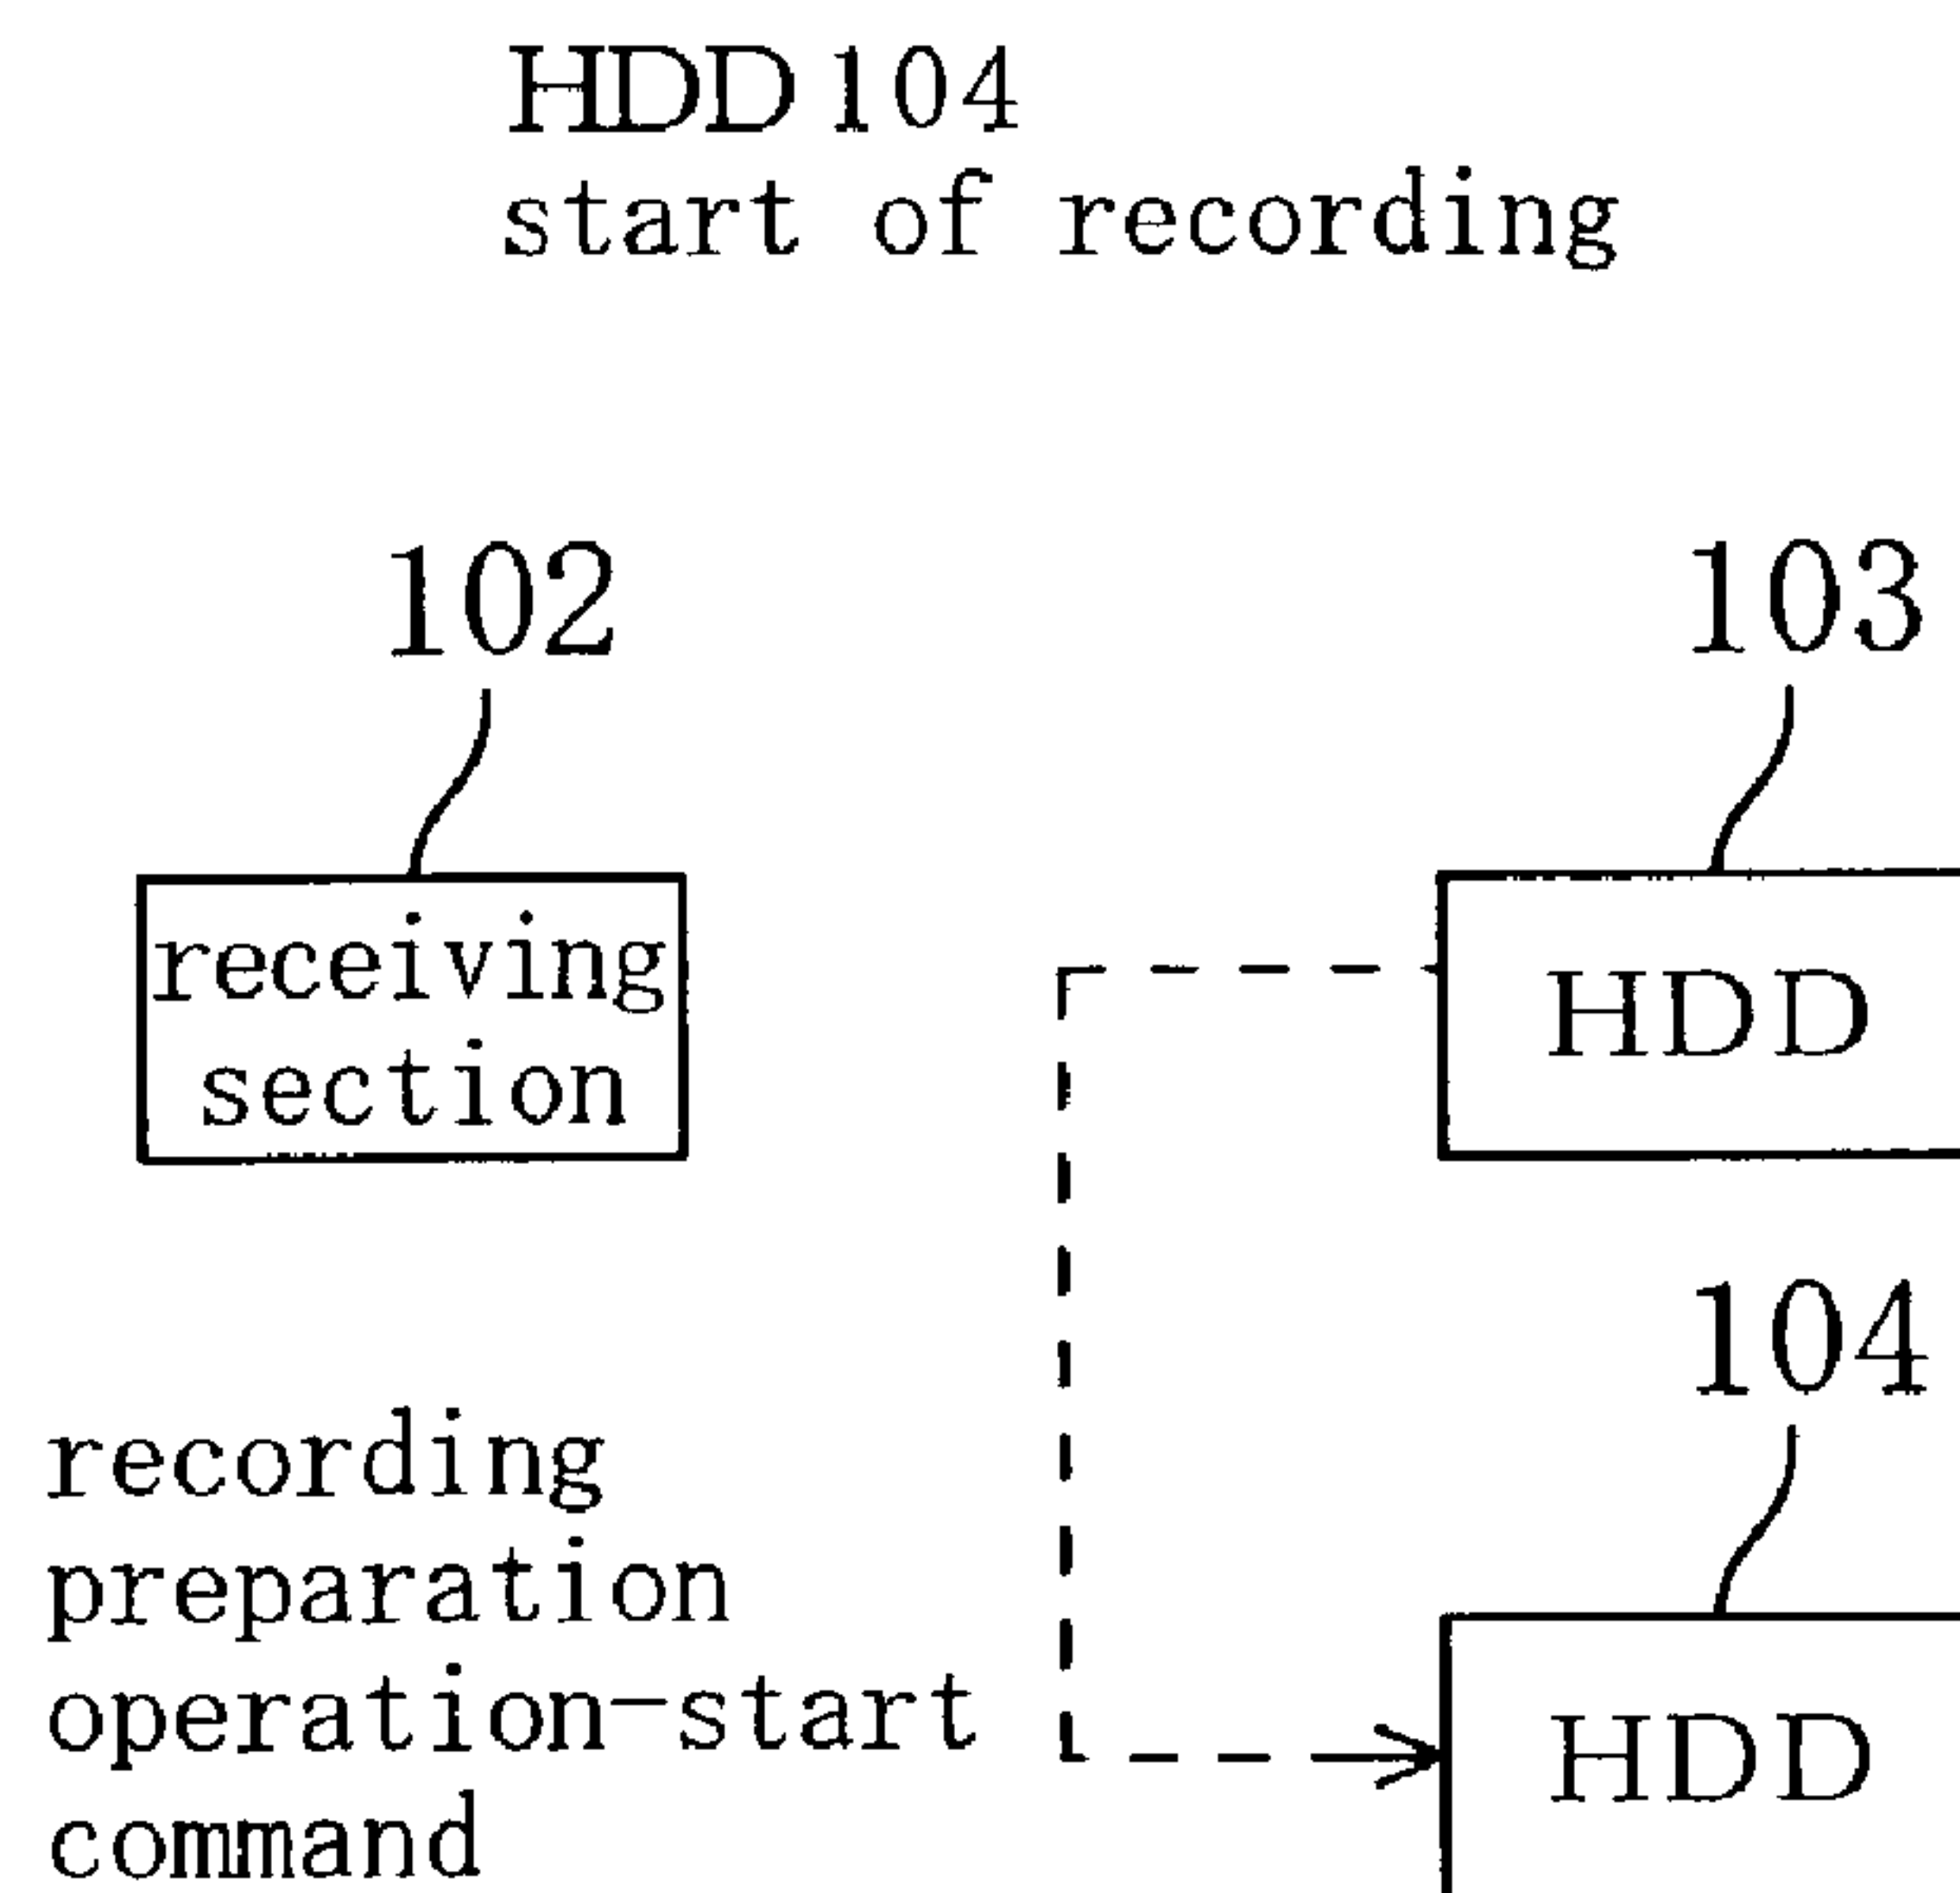 HDD 104
start of recording
102
103
receiving
section
HDD
104
recording
preparation
operation-start
command
HDD